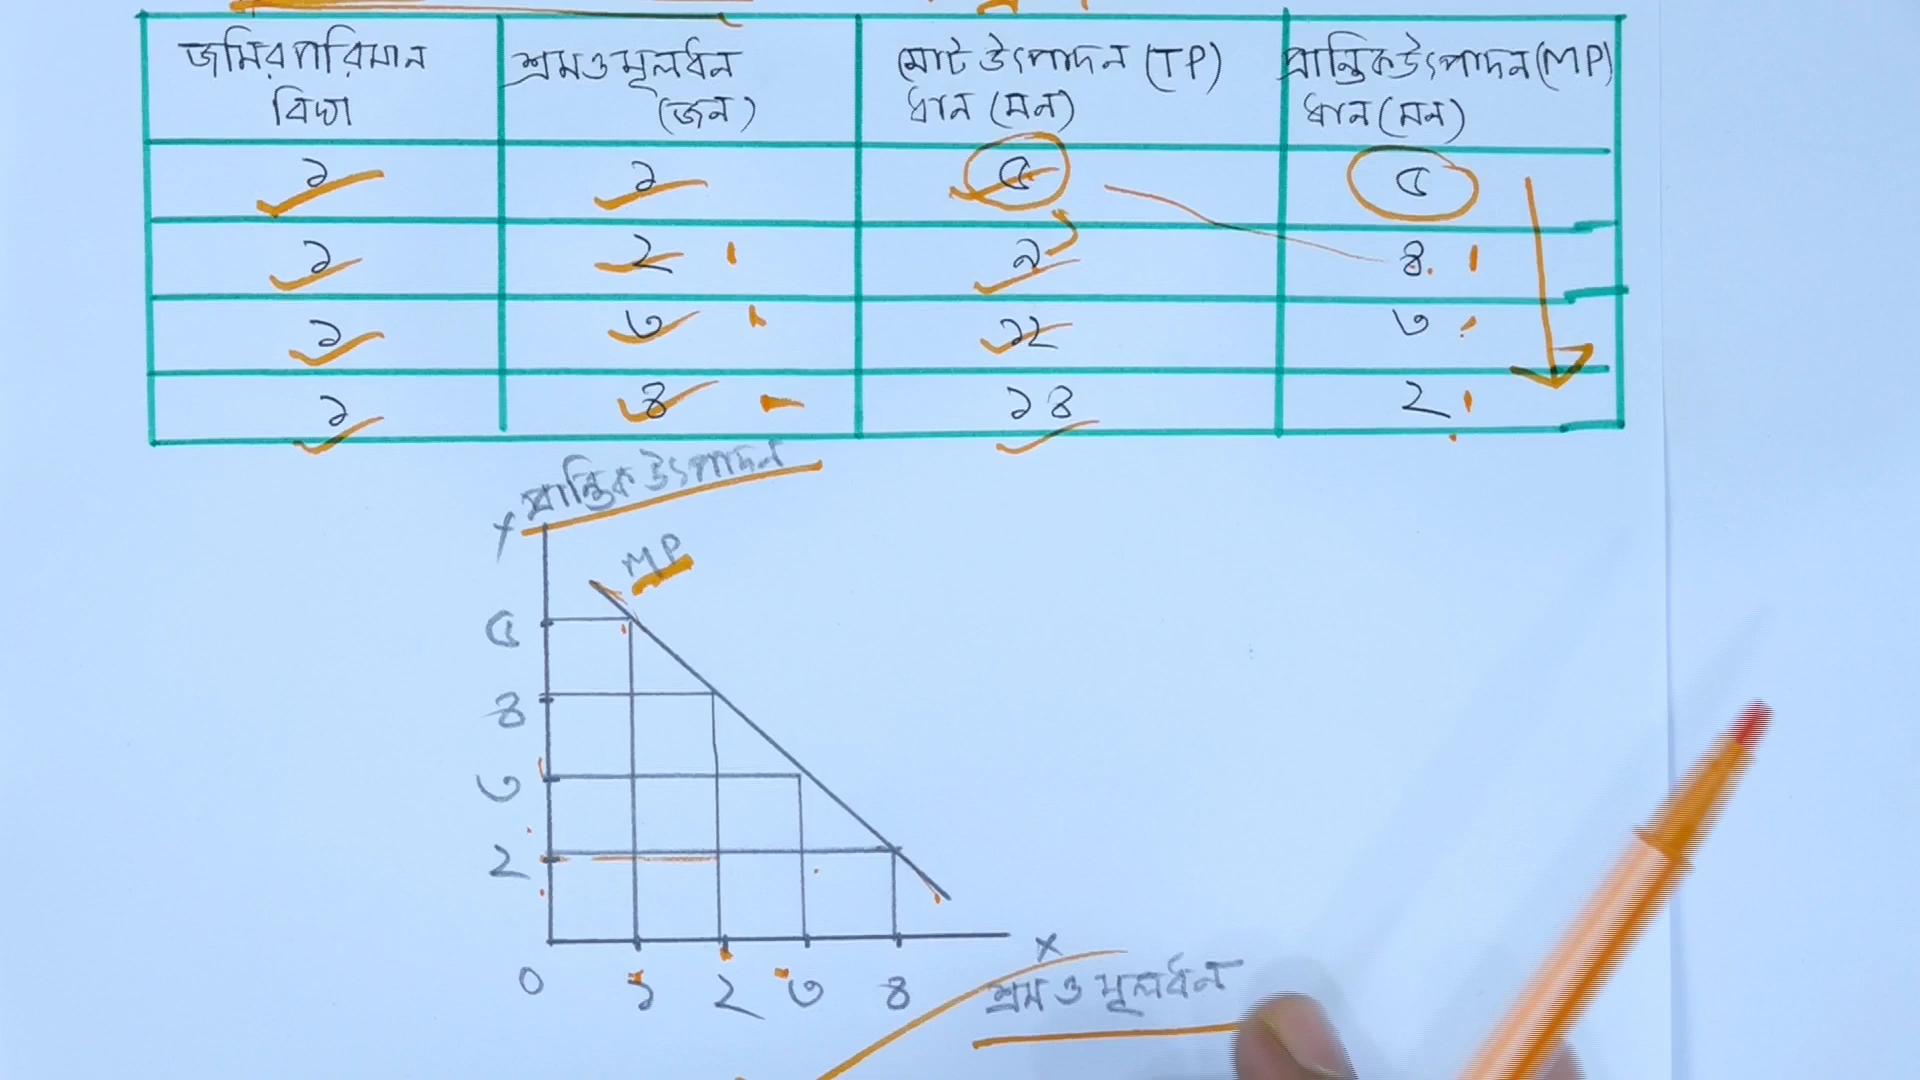 জমির পরিমান
বিঘা
শ্রম ও মূলধন
(জন)
মোট উৎপাদন (TP)
ধান (মন)
প্রান্তিক উৎপাদন (MP)
ধান (মন)
১ ১ ৫ ৫
১ ২ ৯ ৪
১ ৩ ১২ ৩
১ ৪ ১৪ ২
প্রান্তিক উৎপাদন
Y
MP
৫
৪
৩
২
X
০ ১ ২ ৩ ৪
শ্রম ও মূলধন